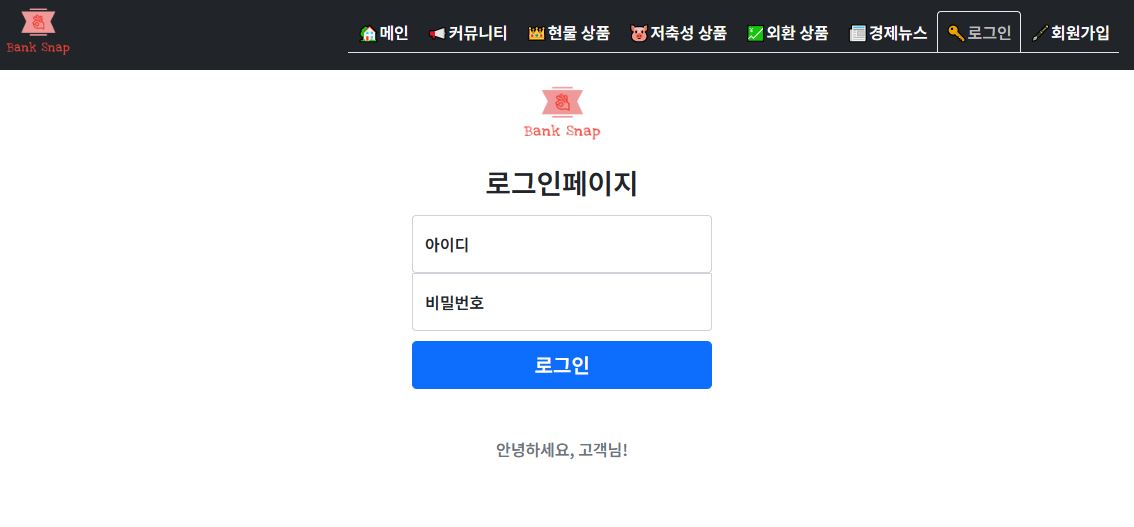 Bank Snap
메인 커뮤니티 현물 상품 저축성 상품 외환 상품 경제뉴스 로그인 회원가입
Bank Snap
로그인페이지
아이디
비밀번호
로그인
안녕하세요, 고객님!